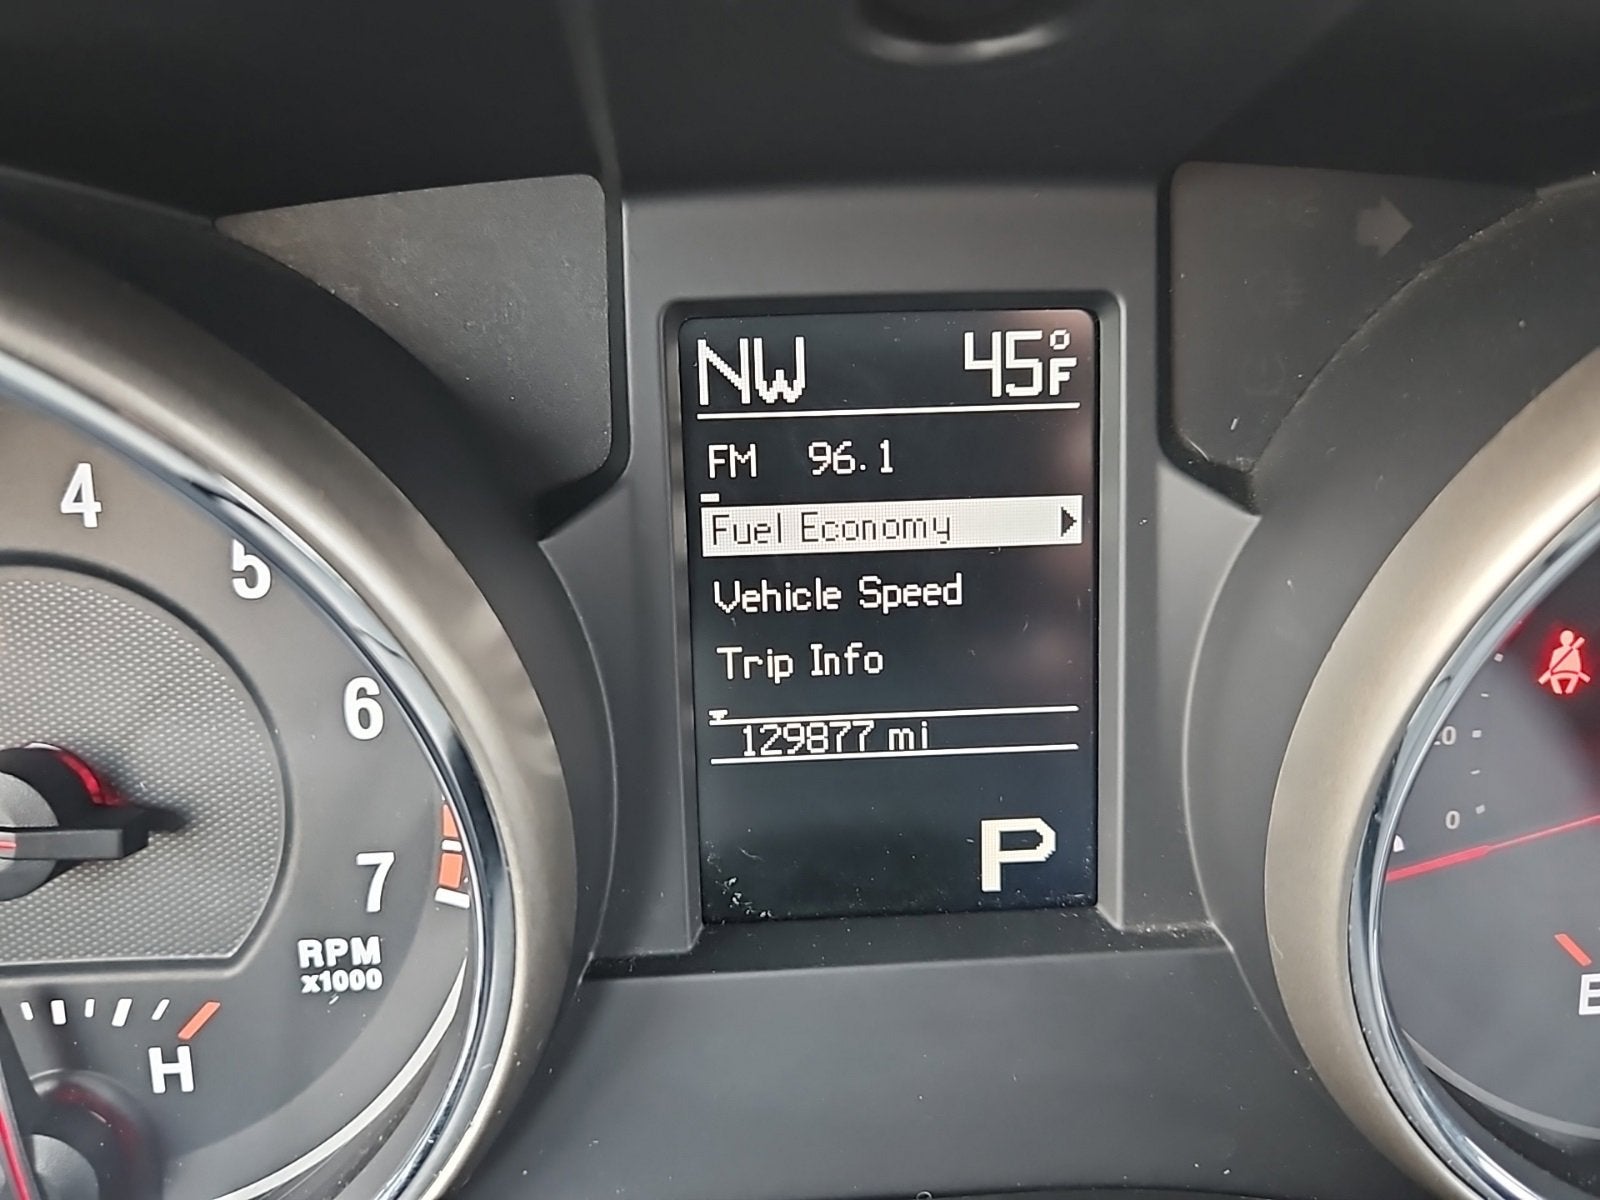 NW 45°F
FM 96.1
Fuel Economy
Vehicle Speed
Trip Info
129877 mi
P
4
5
6
7
RPM
x1000
H
0
E